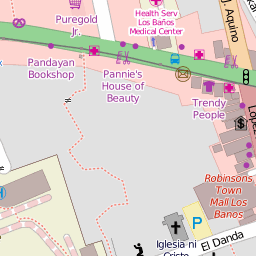 Puregold
Jr.
Health Serv
Los Baños
Medical Center
J. Aquino
Pandayan
Bookshop
Pannie's
House of
Beauty
Trendy
People
Lopez
Robinsons
Town
Mall Los
Baños
Iglesia ni
Cristo
El Danda